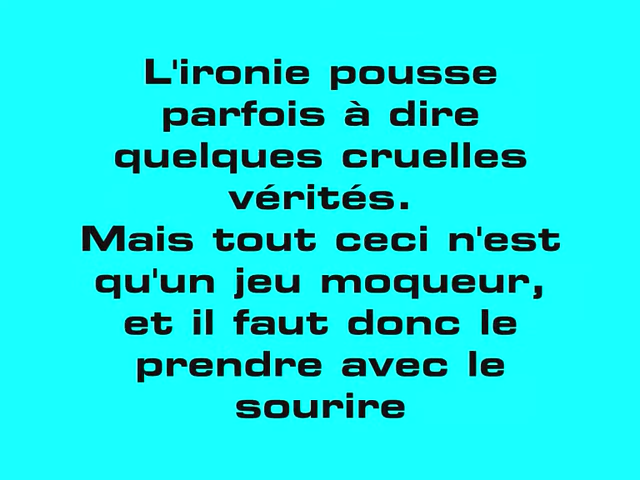 L'ironie pousse
parfois à dire
quelques cruelles
vérités.
Mais tout ceci n'est
qu'un jeu moqueur,
et il faut donc le
prendre avec le
sourire